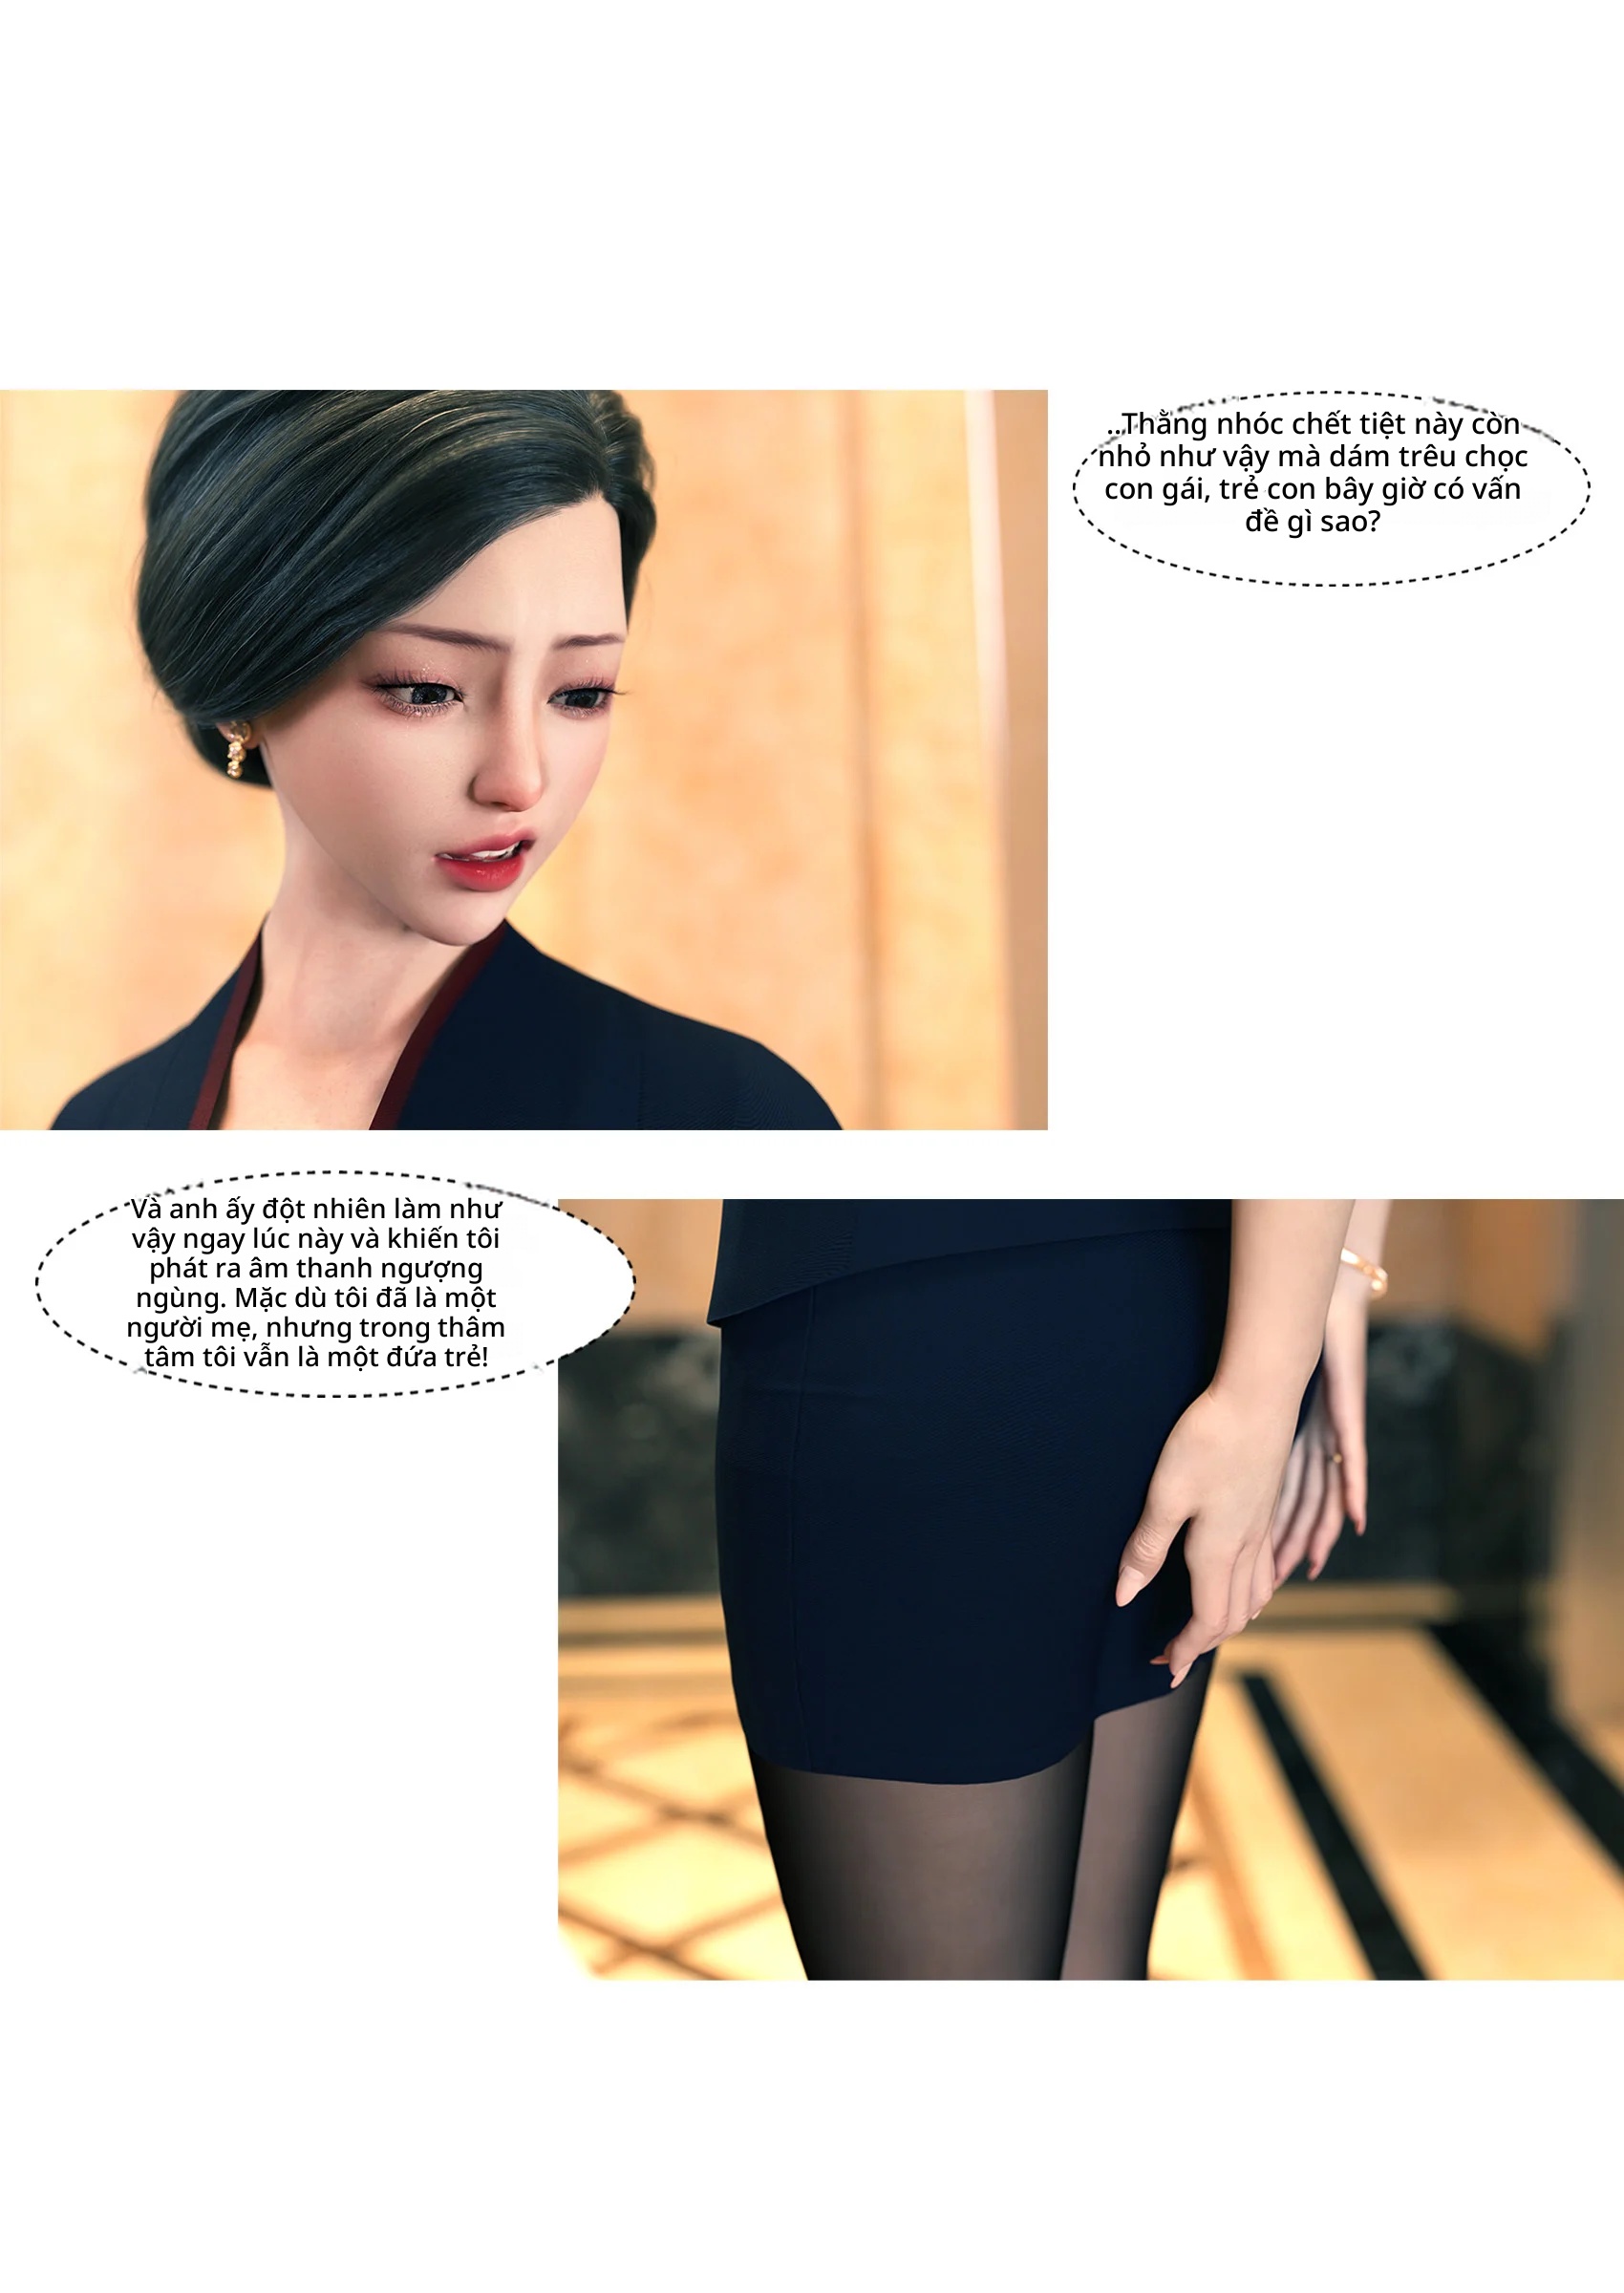 ..Thằng nhóc chết tiệt này còn
nhỏ như vậy mà dám trêu chọc
con gái, trẻ con bây giờ có vấn
đề gì sao?
Và anh ấy đột nhiên làm như
vậy ngay lúc này và khiến tôi
phát ra âm thanh ngượng
ngùng. Mặc dù tôi đã là một
người mẹ, nhưng trong thâm
tâm tôi vẫn là một đứa trẻ!